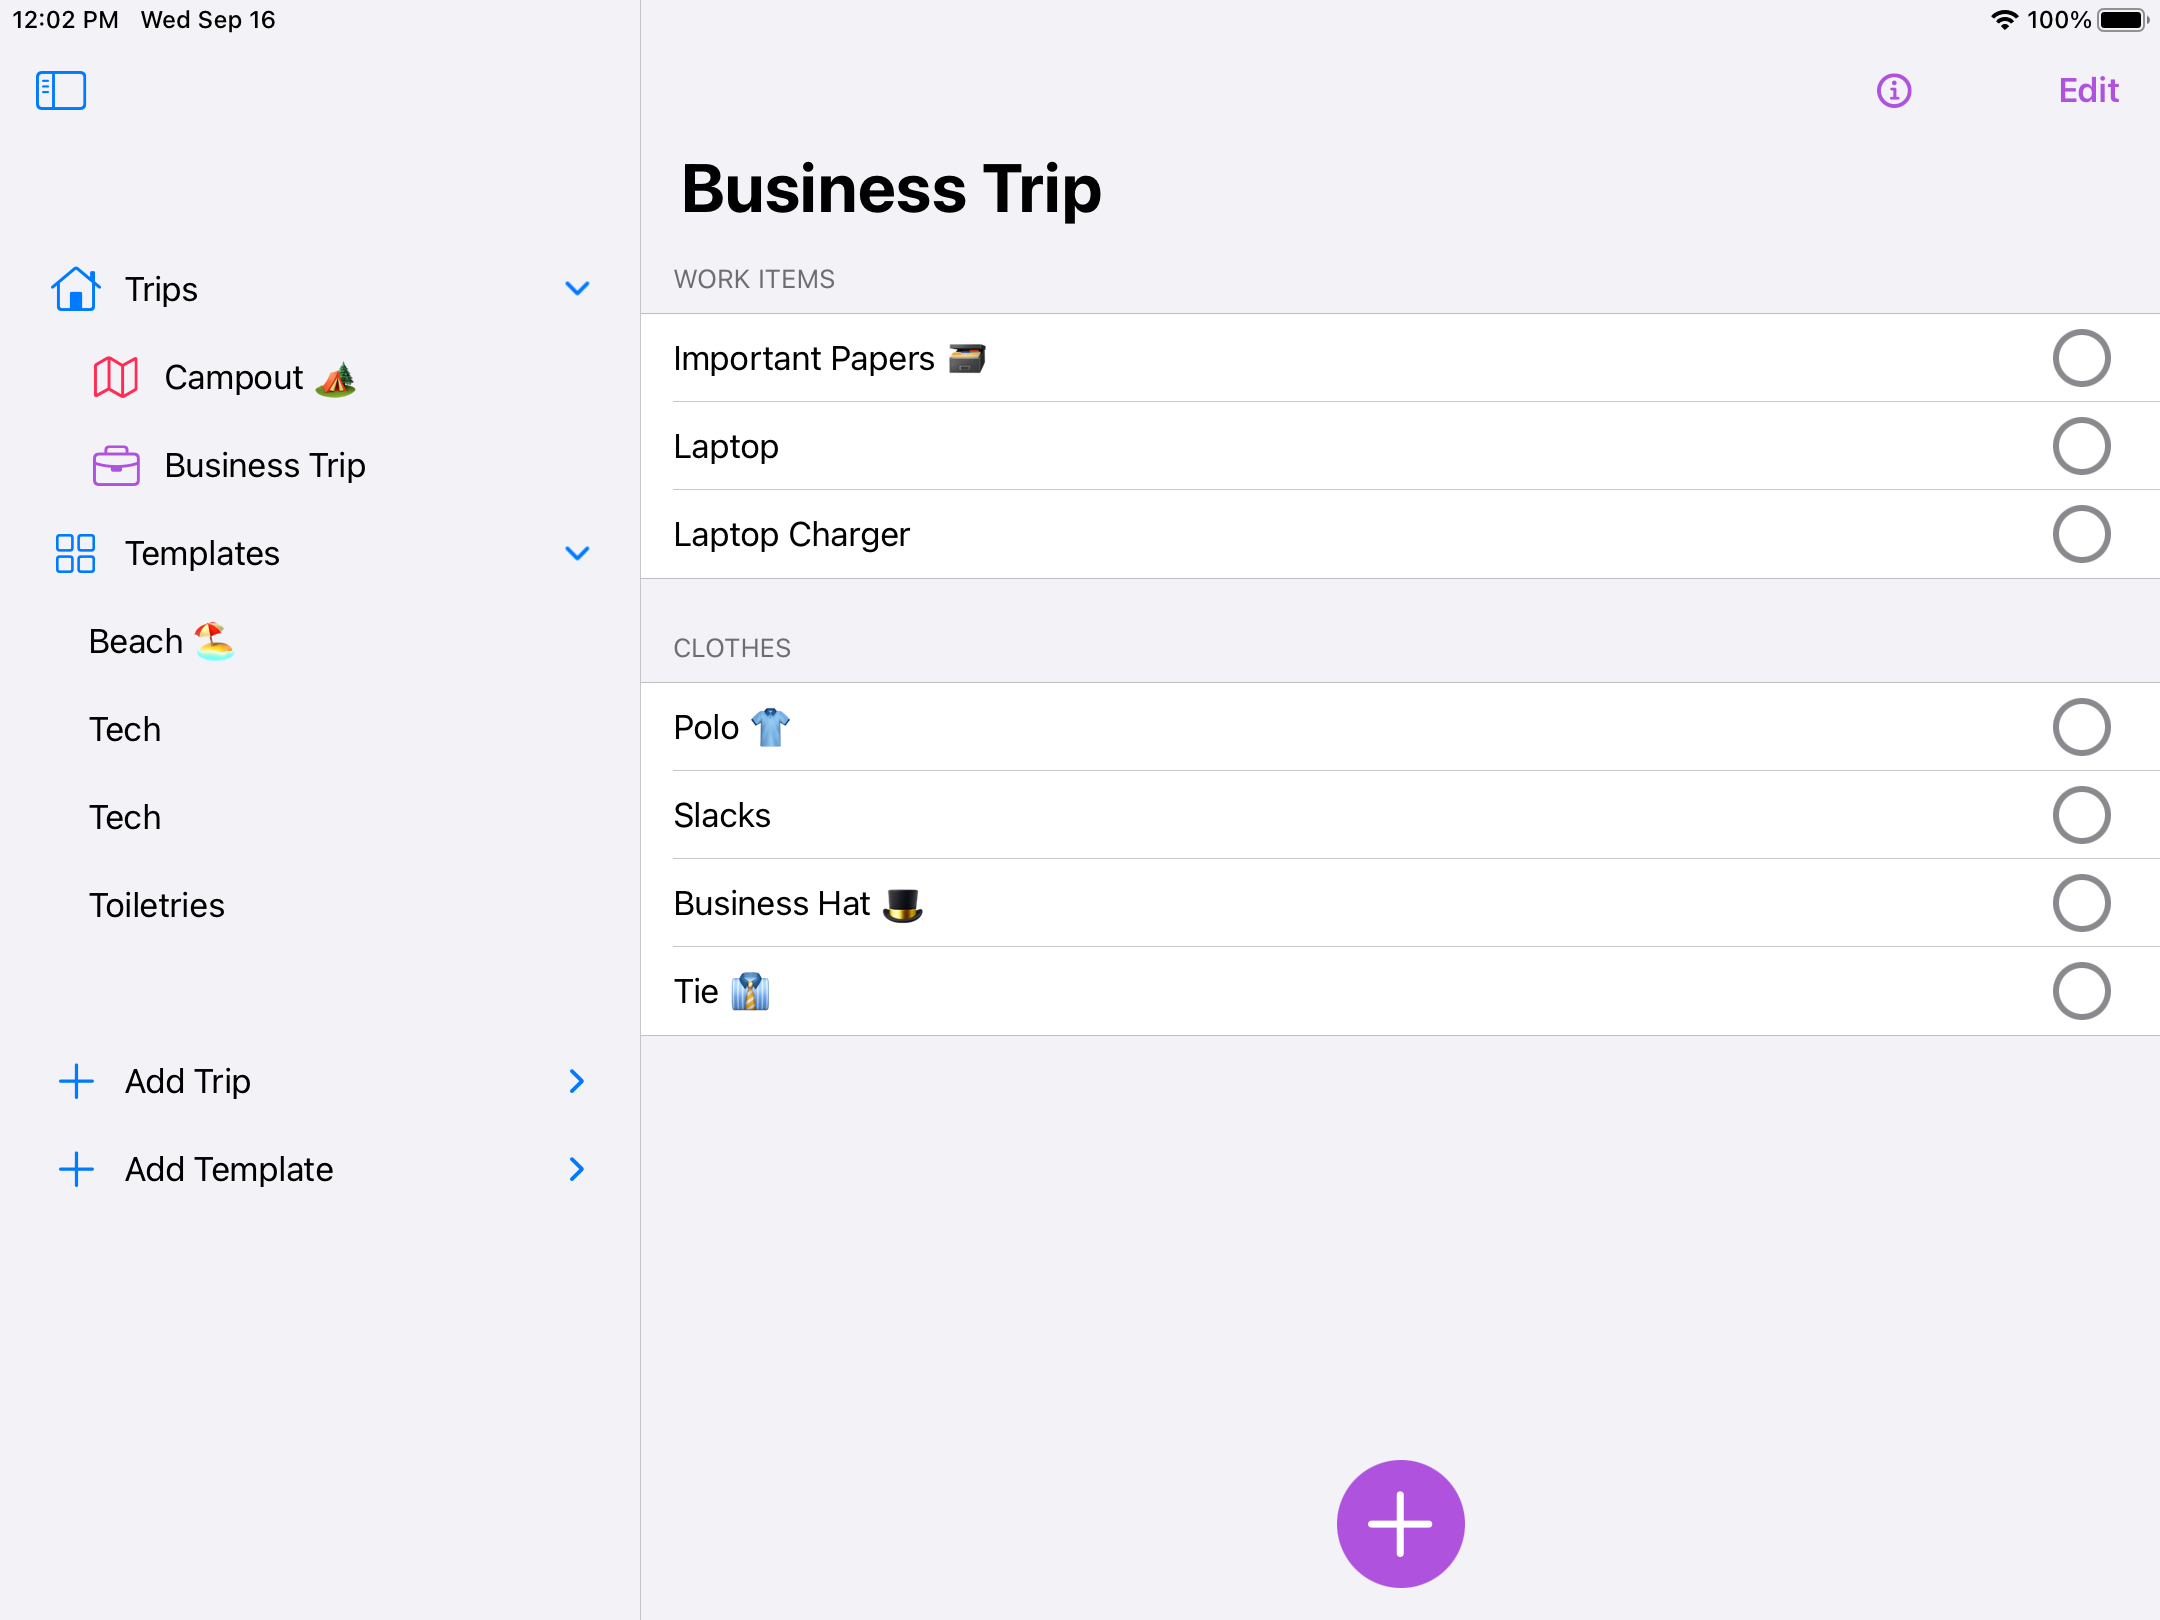 12:02 PM Wed Sep 16
100%
Edit
Trips
Campout 🏕️
Business Trip
Templates
Beach 🏖️
Tech
Tech
Toiletries
Add Trip
Add Template
Business Trip
WORK ITEMS
Important Papers 🗃️
Laptop
Laptop Charger
CLOTHES
Polo 👕
Slacks
Business Hat 🎩
Tie 👔